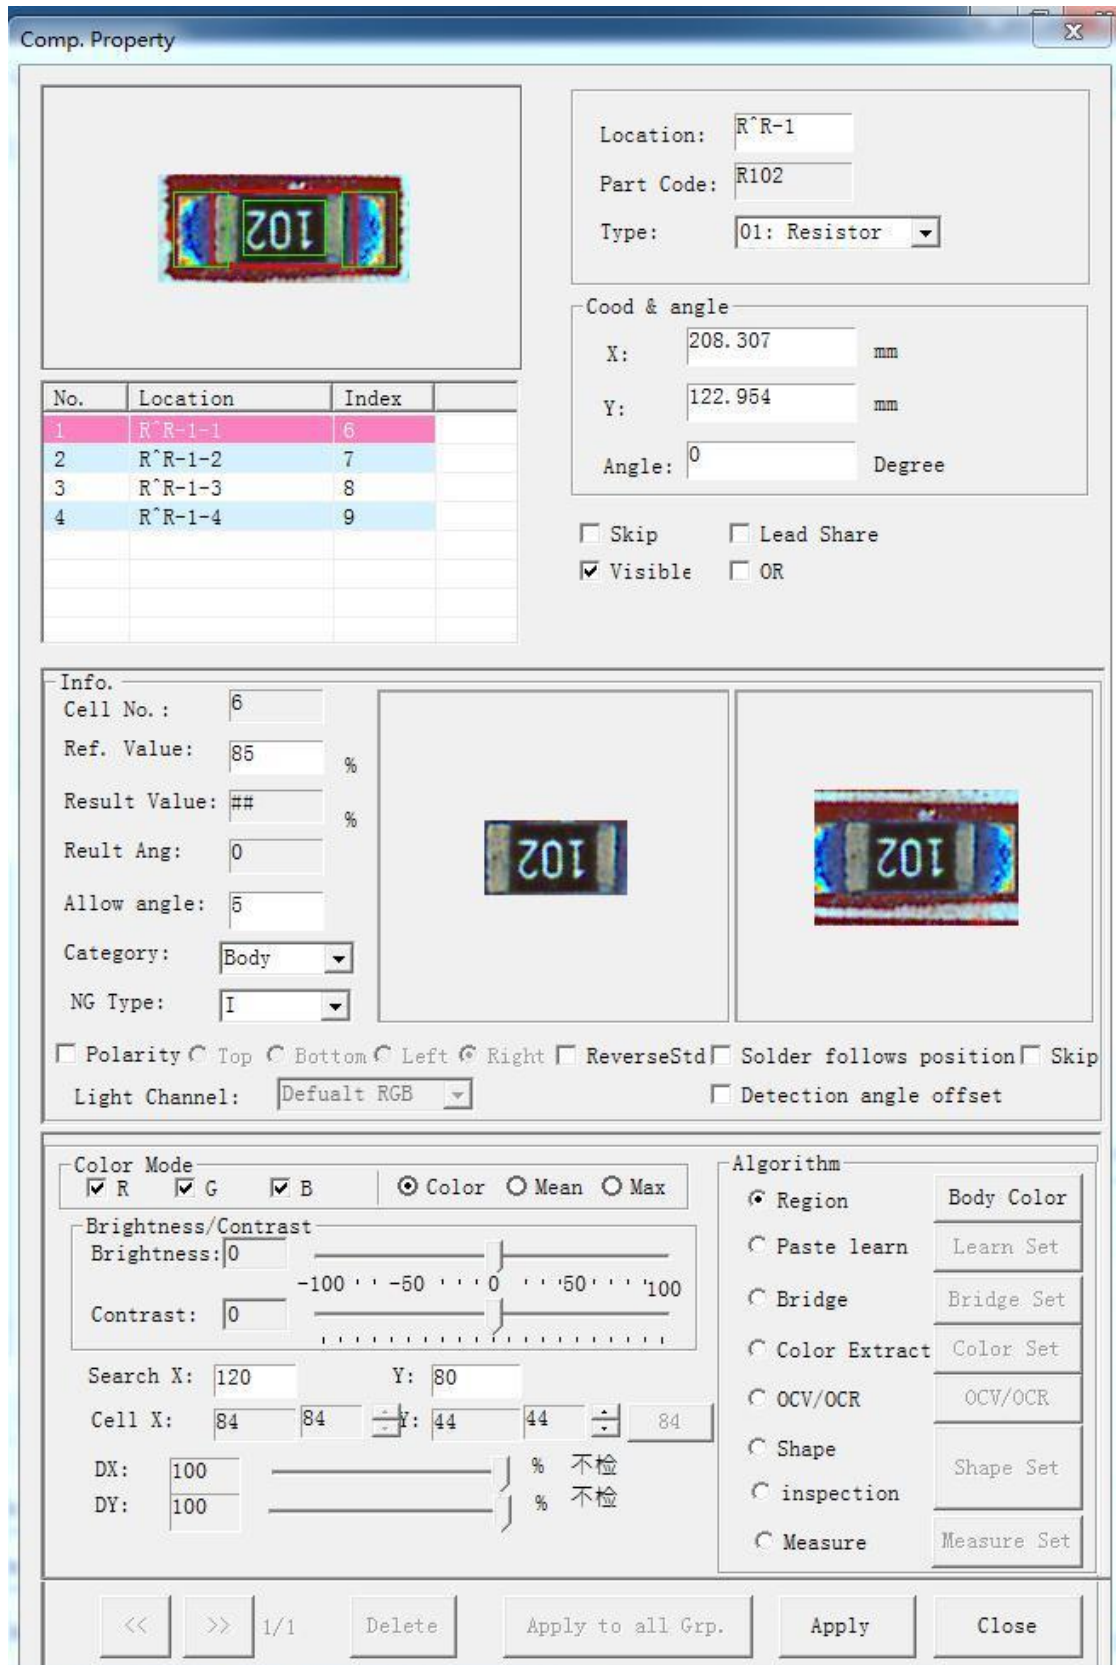 Comp. Property
102
Location: R^R-1
Part Code: R102
Type: 01: Resistor
Cood & angle
X: 208.307 mm
Y: 122.954 mm
Angle: 0 Degree
No. Location Index
1 R^R-1-1 6
2 R^R-1-2 7
3 R^R-1-3 8
4 R^R-1-4 9
Skip Lead Share
Visible OR
Info.
Cell No.: 6
Ref. Value: 85 %
Result Value: ## %
Reult Ang: 0
Allow angle: 5
Category: Body
NG Type: I
102
102
Polarity Top Bottom Left Right ReverseStd Solder follows position Skip
Light Channel: Defualt RGB Detection angle offset
Color Mode
R G B Color Mean Max
Brightness/Contrast
Brightness: 0
-100 -50 0 50 100
Contrast: 0
Search X: 120 Y: 80
Cell X: 84 84 Y: 44 44 84
DX: 100 % 不检
DY: 100 % 不检
Algorithm
Region Body Color
Paste learn Learn Set
Bridge Bridge Set
Color Extract Color Set
OCV/OCR OCV/OCR
Shape Shape Set
inspection
Measure Measure Set
<< >> 1/1 Delete Apply to all Grp. Apply Close